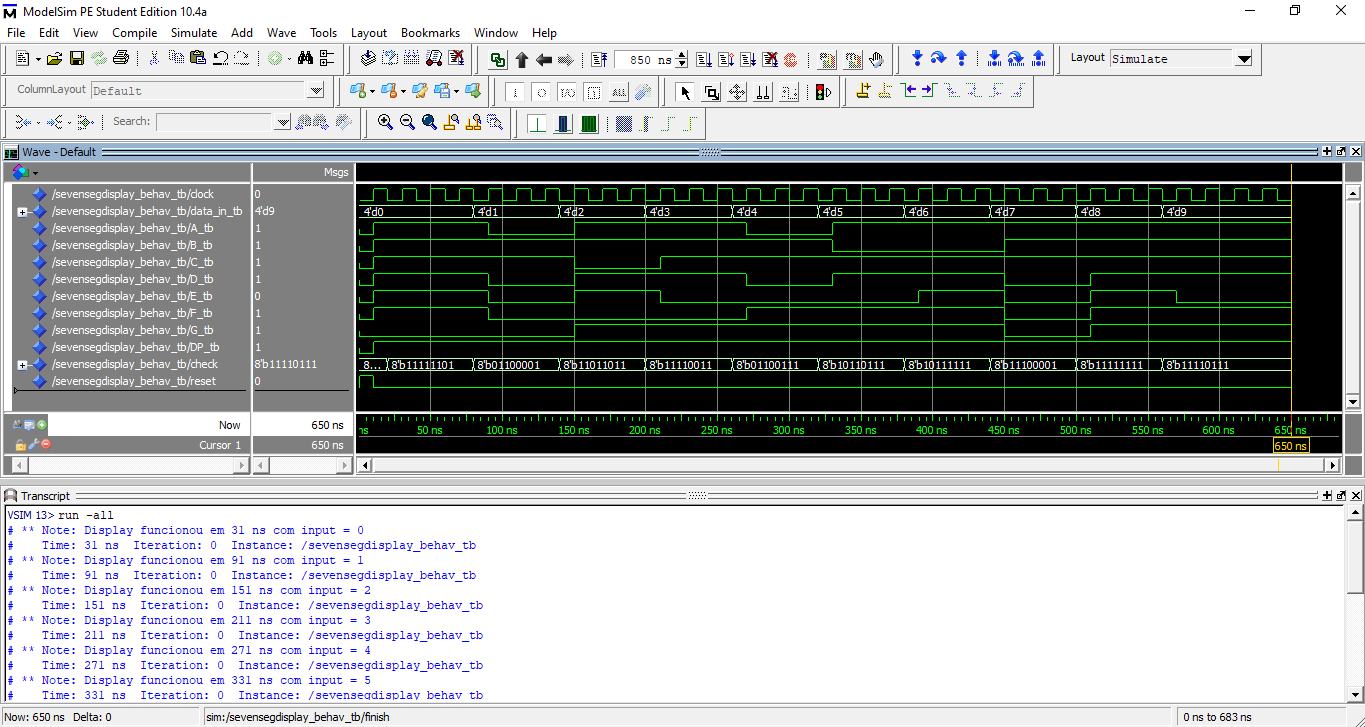 ModelSim PE Student Edition 10.4a
File Edit View Compile Simulate Add Wave Tools Layout Bookmarks Window Help
850 ns
Layout Simulate
ColumnLayout Default
Search:
Wave - Default
Msgs
/sevensegdisplay_behav_tb/clock 0
/sevensegdisplay_behav_tb/data_in_tb 4'd9 4'd0 4'd1 4'd2 4'd3 4'd4 4'd5 4'd6 4'd7 4'd8 4'd9
/sevensegdisplay_behav_tb/A_tb 1
/sevensegdisplay_behav_tb/B_tb 1
/sevensegdisplay_behav_tb/C_tb 1
/sevensegdisplay_behav_tb/D_tb 1
/sevensegdisplay_behav_tb/E_tb 0
/sevensegdisplay_behav_tb/F_tb 1
/sevensegdisplay_behav_tb/G_tb 1
/sevensegdisplay_behav_tb/DP_tb 1
/sevensegdisplay_behav_tb/check 8'b11110111 8... 8'b11111101 8'b01100001 8'b11011011 8'b11110011 8'b01100111 8'b10110111 8'b10111111 8'b11100001 8'b11111111 8'b11110111
/sevensegdisplay_behav_tb/reset 0
Now 650 ns ns 50 ns 100 ns 150 ns 200 ns 250 ns 300 ns 350 ns 400 ns 450 ns 500 ns 550 ns 600 ns 650 ns
Cursor 1 650 ns 650 ns
Transcript
VSIM 13> run -all
# ** Note: Display funcionou em 31 ns com input = 0
# Time: 31 ns Iteration: 0 Instance: /sevensegdisplay_behav_tb
# ** Note: Display funcionou em 91 ns com input = 1
# Time: 91 ns Iteration: 0 Instance: /sevensegdisplay_behav_tb
# ** Note: Display funcionou em 151 ns com input = 2
# Time: 151 ns Iteration: 0 Instance: /sevensegdisplay_behav_tb
# ** Note: Display funcionou em 211 ns com input = 3
# Time: 211 ns Iteration: 0 Instance: /sevensegdisplay_behav_tb
# ** Note: Display funcionou em 271 ns com input = 4
# Time: 271 ns Iteration: 0 Instance: /sevensegdisplay_behav_tb
# ** Note: Display funcionou em 331 ns com input = 5
# Time: 331 ns Iteration: 0 Instance: /sevensegdisplay_behav_tb
Now: 650 ns Delta: 0 sim:/sevensegdisplay_behav_tb/finish 0 ns to 683 ns